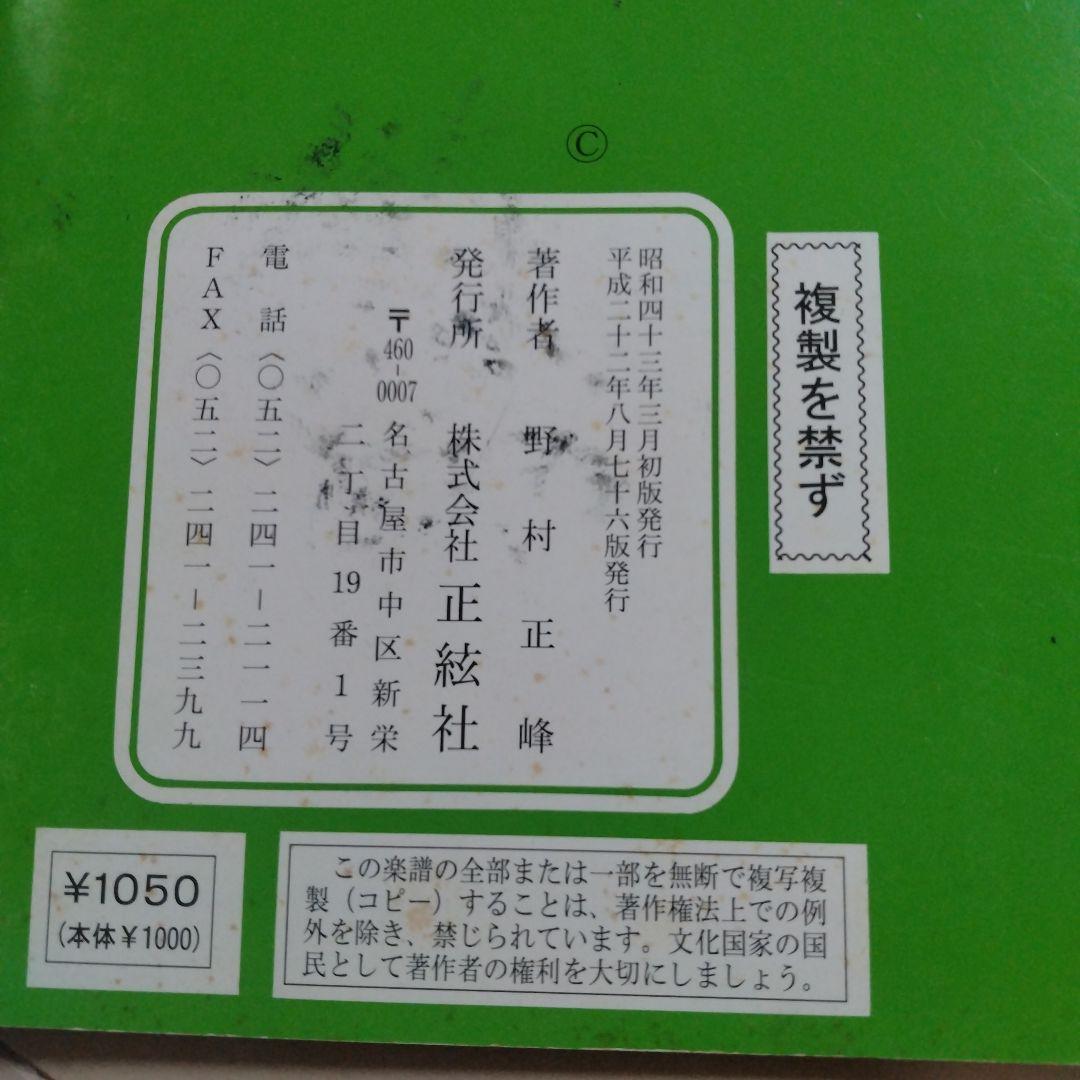 ©
複製を禁ず
昭和四十三年三月初版発行
平成二十二年八月七十六版発行
著作者 野村正峰
発行所 株式会社 正絃社
〒460-0007 名古屋市中区新栄
二丁目19番1号
電話〈〇五二〉二四一-二一一四
FAX〈〇五二〉二四一-二三九九
¥1050
(本体¥1000)
この楽譜の全部または一部を無断で複写複
製(コピー)することは、著作権法上での例
外を除き、禁じられています。文化国家の国
民として著作者の権利を大切にしましょう。